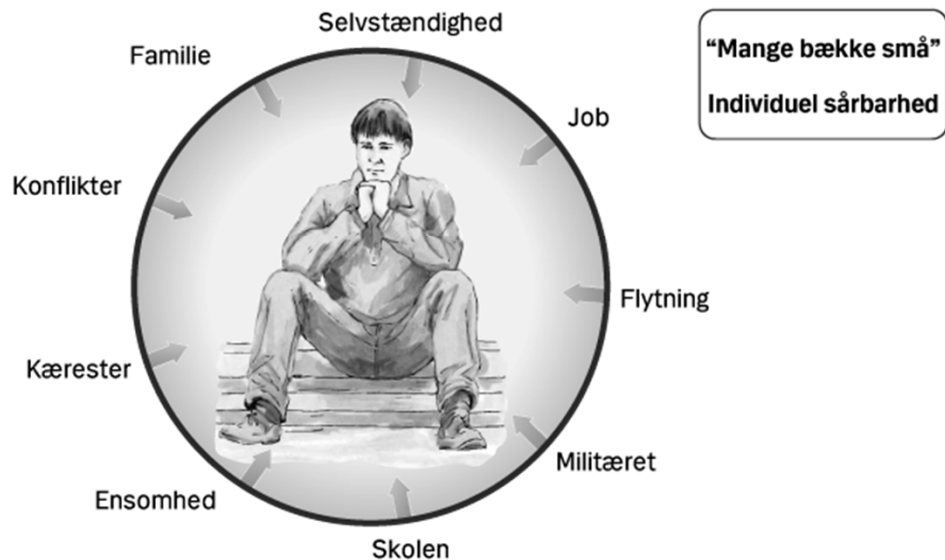 Selvstændighed
Familie
Job
Konflikter
Flytning
Kærester
Militæret
Ensomhed
Skolen
“Mange bække små”
Individuel sårbarhed